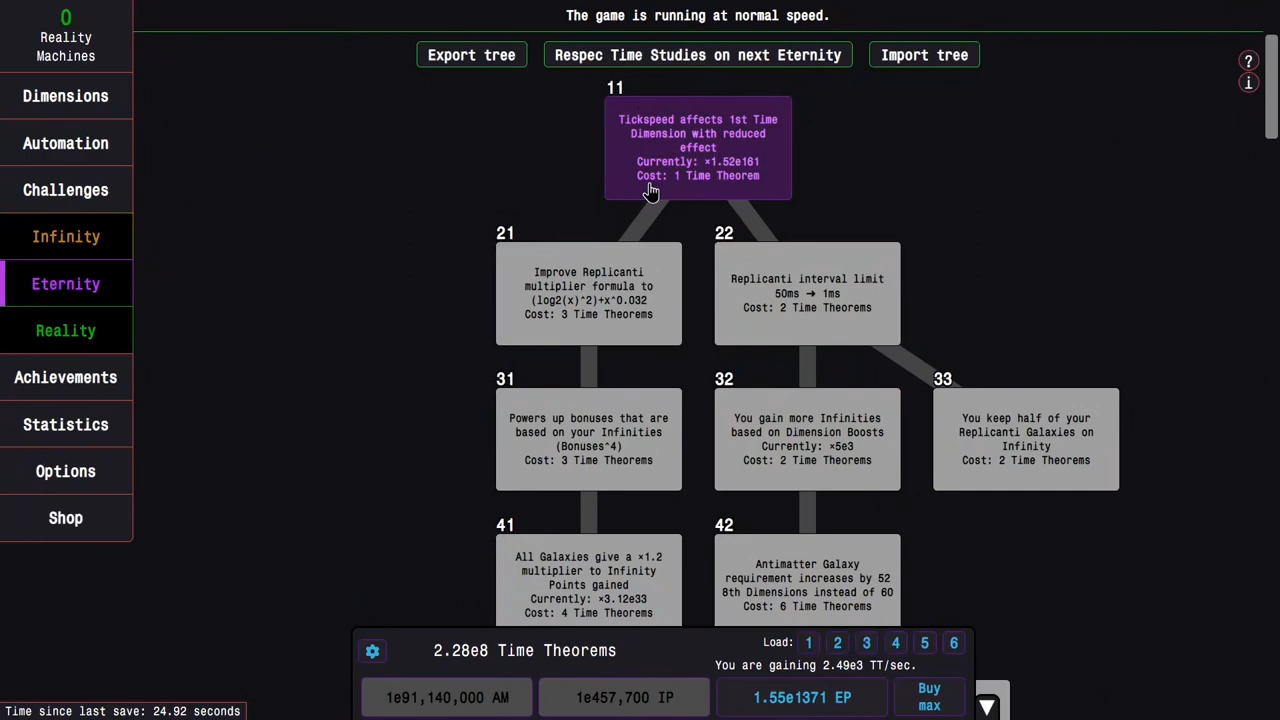 0
Reality
Machines
Dimensions
Automation
Challenges
Infinity
Eternity
Reality
Achievements
Statistics
Options
Shop
Time since last save: 24.92 seconds
The game is running at normal speed.
Export tree
Respec Time Studies on next Eternity
Import tree
?
i
11
Tickspeed affects 1st Time
Dimension with reduced
effect
Currently: ×1.52e161
Cost: 1 Time Theorem
21
Improve Replicanti
multiplier formula to
(log2(x)^2)+x^0.032
Cost: 3 Time Theorems
22
Replicanti interval limit
50ms ➜ 1ms
Cost: 2 Time Theorems
31
Powers up bonuses that are
based on your Infinities
(Bonuses^4)
Cost: 3 Time Theorems
32
You gain more Infinities
based on Dimension Boosts
Currently: ×5e3
Cost: 2 Time Theorems
33
You keep half of your
Replicanti Galaxies on
Infinity
Cost: 2 Time Theorems
41
All Galaxies give a ×1.2
multiplier to Infinity
Points gained
Currently: ×3.12e33
Cost: 4 Time Theorems
42
Antimatter Galaxy
requirement increases by 52
8th Dimensions instead of 60
Cost: 6 Time Theorems
2.28e8 Time Theorems
Load: 1 2 3 4 5 6
You are gaining 2.49e3 TT/sec.
1e91,140,000 AM
1e457,700 IP
1.55e1371 EP
Buy
max
▼